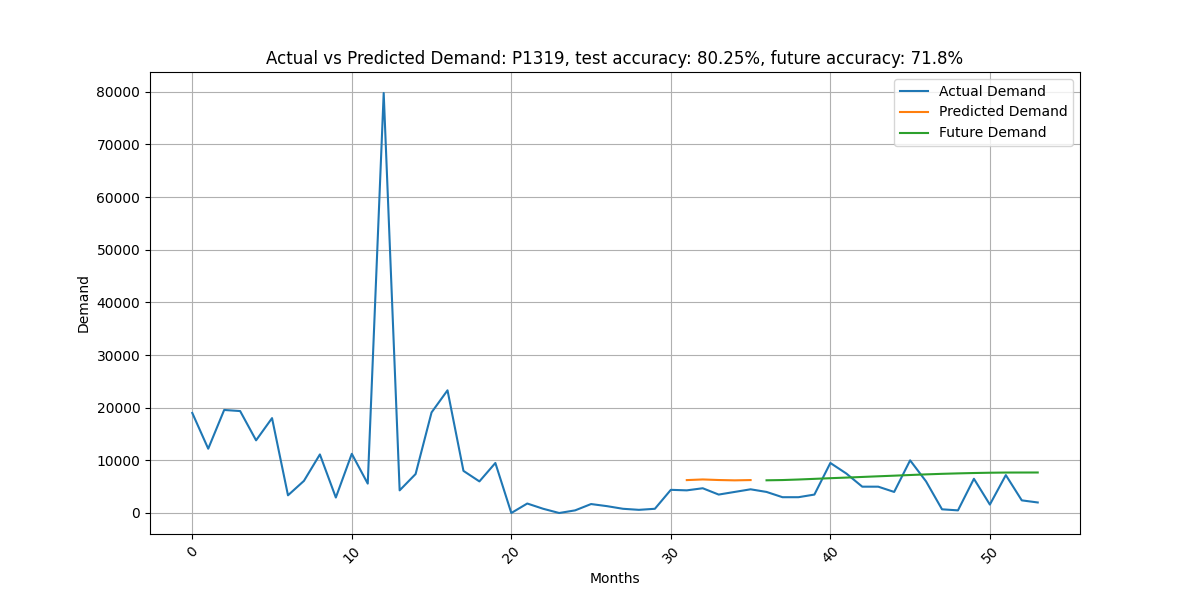 Actual vs Predicted Demand: P1319, test accuracy: 80.25%, future accuracy: 71.8%
Actual Demand
Predicted Demand
Future Demand
80000
70000
60000
50000
40000
30000
20000
10000
0
Demand
0
10
20
30
40
50
Months